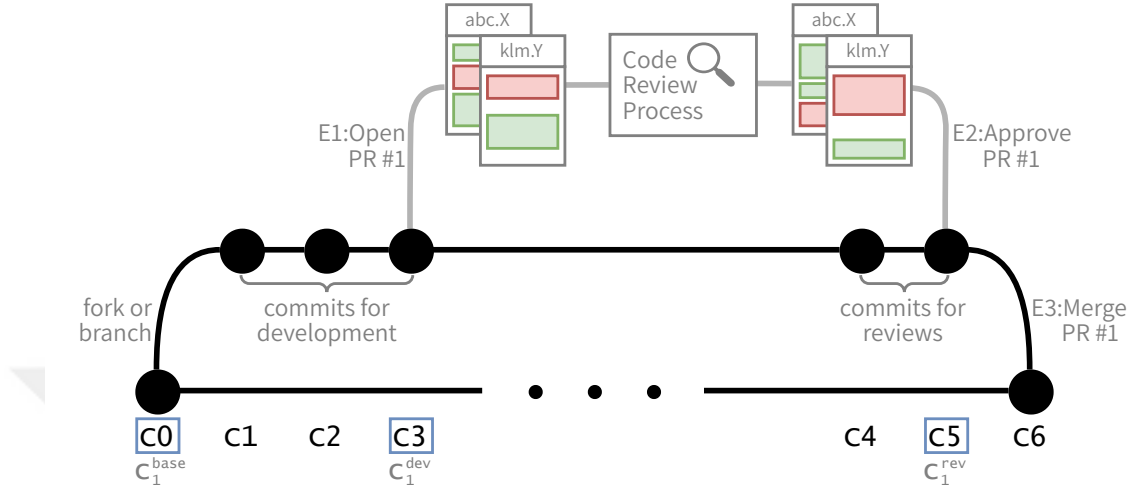 abc.X
klm.Y
Code
Review
Process
abc.X
klm.Y
E1:Open
PR #1
E2:Approve
PR #1
fork or
branch
commits for
development
commits for
reviews
E3:Merge
PR #1
c0 c1 c2 c3 c4 c5 c6
c₁ᵇᵃˢᵉ c₁ᵈᵉᵛ c₁ʳᵉᵛ